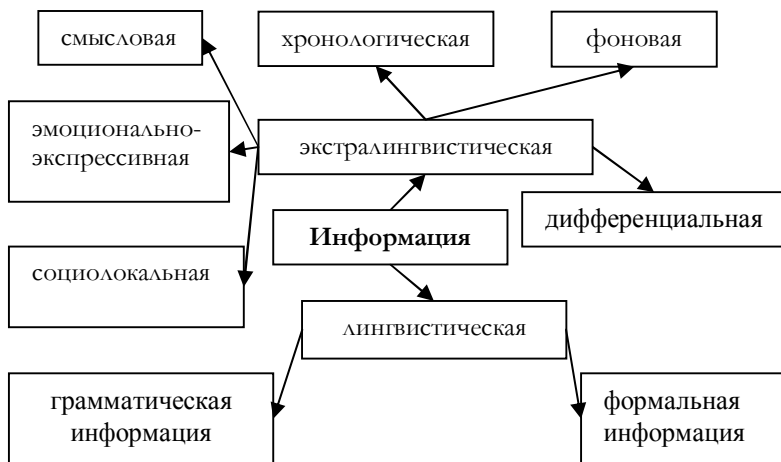 смысловая
хронологическая
фоновая
эмоционально-
экспрессивная
экстралингвистическая
дифференциальная
Информация
социолокальная
лингвистическая
грамматическая
информация
формальная
информация